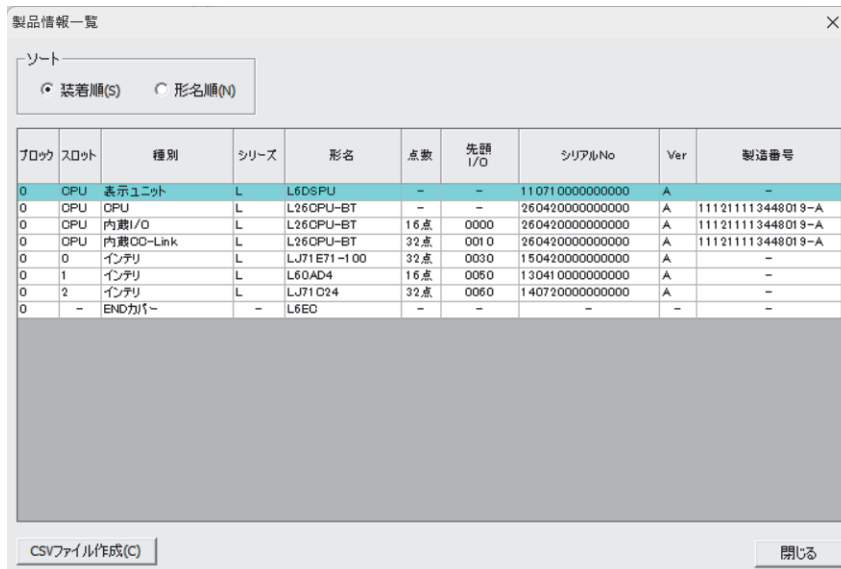 製品情報一覧
ソート
装着順(S) 形名順(N)
ブロック スロット 種別 シリーズ 形名 点数 先頭I/O シリアルNo Ver 製造番号
0 CPU 表示ユニット L L6DSPU - - 110710000000000 A -
0 CPU CPU L L26CPU-BT - - 260420000000000 A 111211113448019-A
0 CPU 内蔵I/O L L26CPU-BT 16点 0000 260420000000000 A 111211113448019-A
0 CPU 内蔵CC-Link L L26CPU-BT 32点 0010 260420000000000 A 111211113448019-A
0 0 インテリ L LJ71E71-100 32点 0030 150420000000000 A -
0 1 インテリ L L60AD4 16点 0050 130410000000000 A -
0 2 インテリ L LJ71C24 32点 0060 140720000000000 A -
0 - ENDカバー - L6EC - - - - -
CSVファイル作成(C) 閉じる